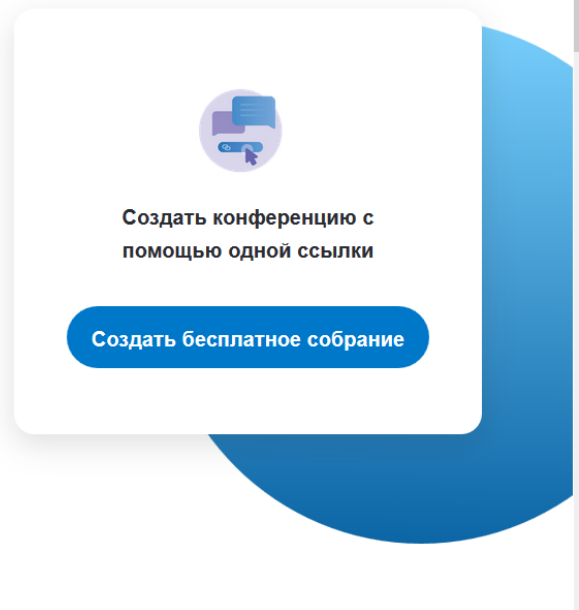 Создать конференцию с
помощью одной ссылки
Создать бесплатное собрание